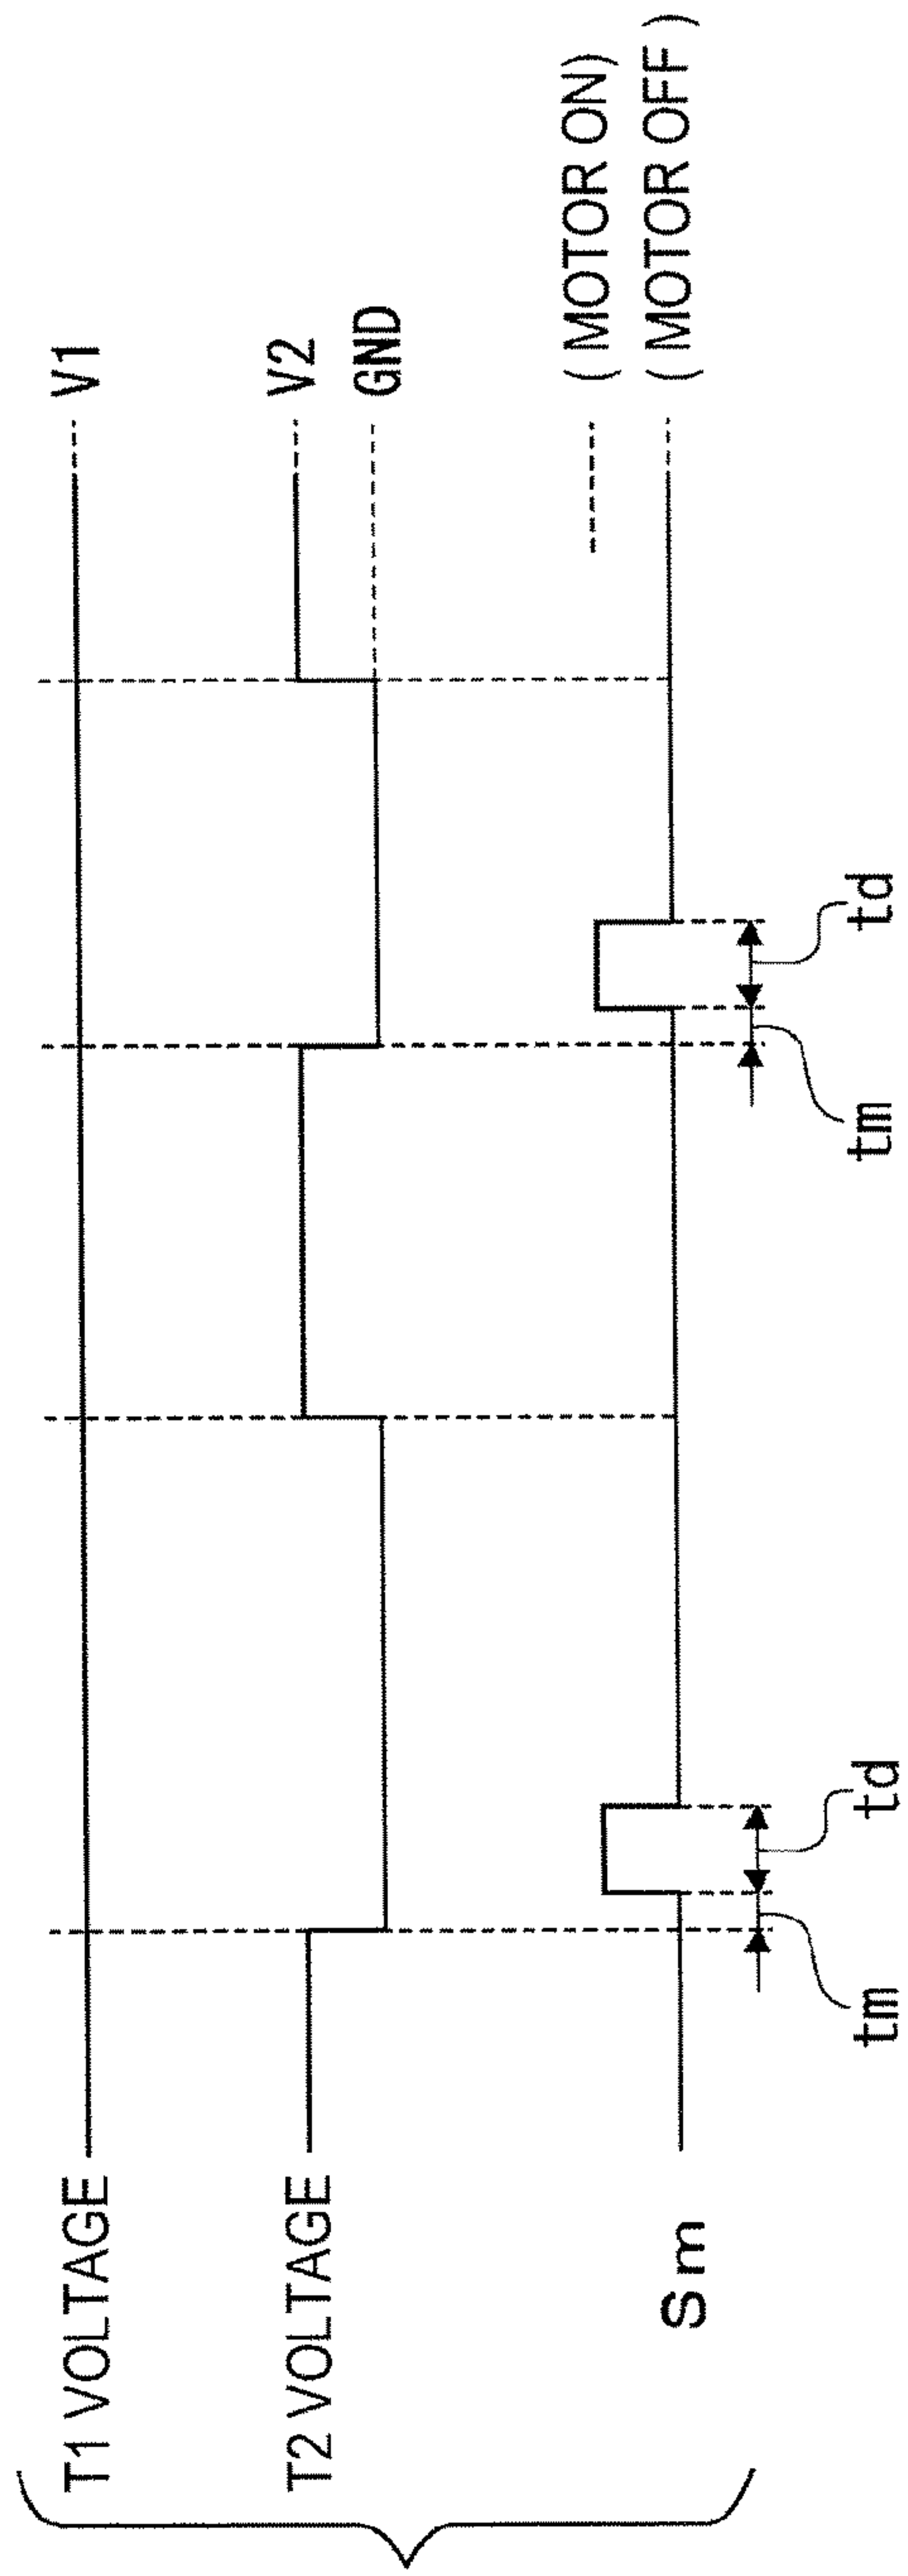 T1 VOLTAGE
V1
T2 VOLTAGE
V2
GND
Sm
(MOTOR ON)
(MOTOR OFF)
tm
td
tm
td